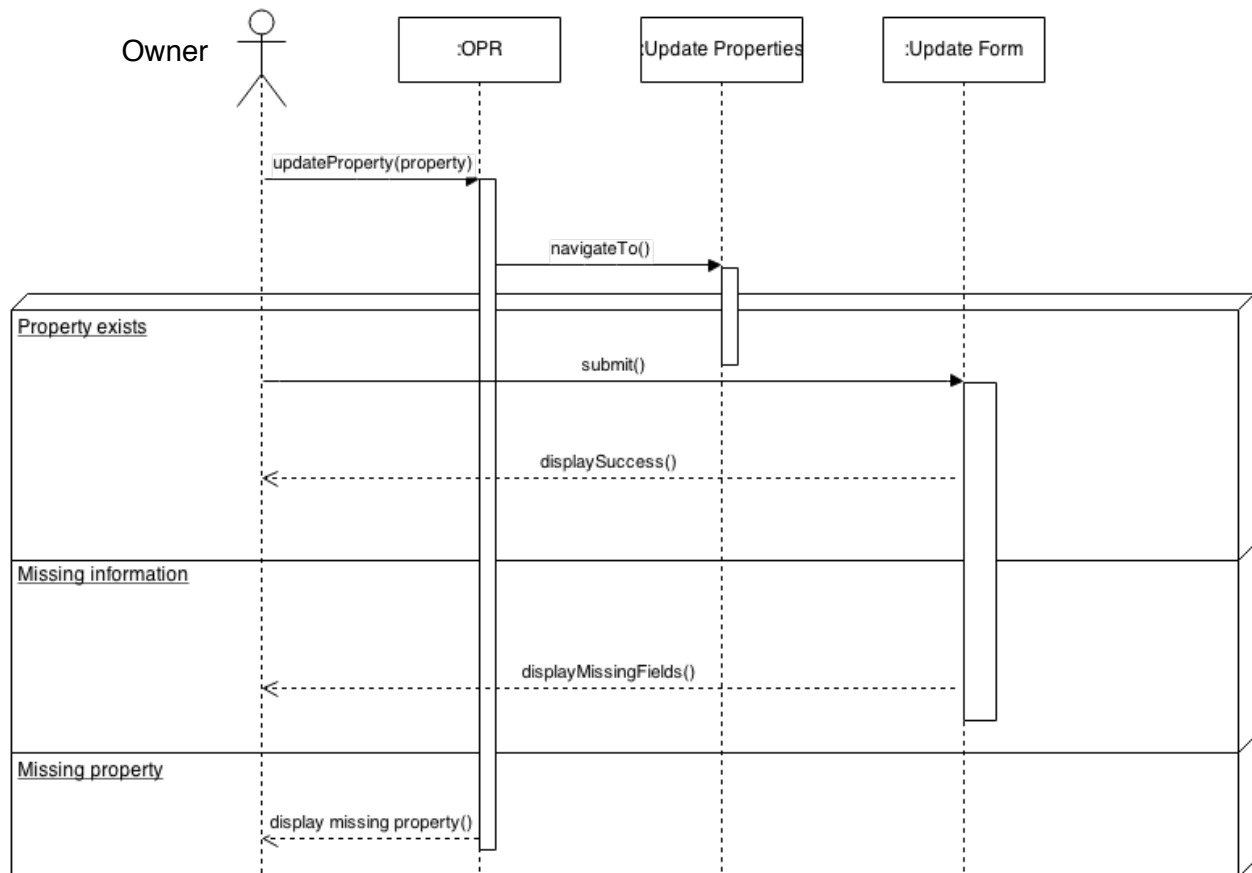 Owner
:OPR
:Update Properties
:Update Form
updateProperty(property)
navigateTo()
Property exists
submit()
displaySuccess()
Missing information
displayMissingFields()
Missing property
display missing property()